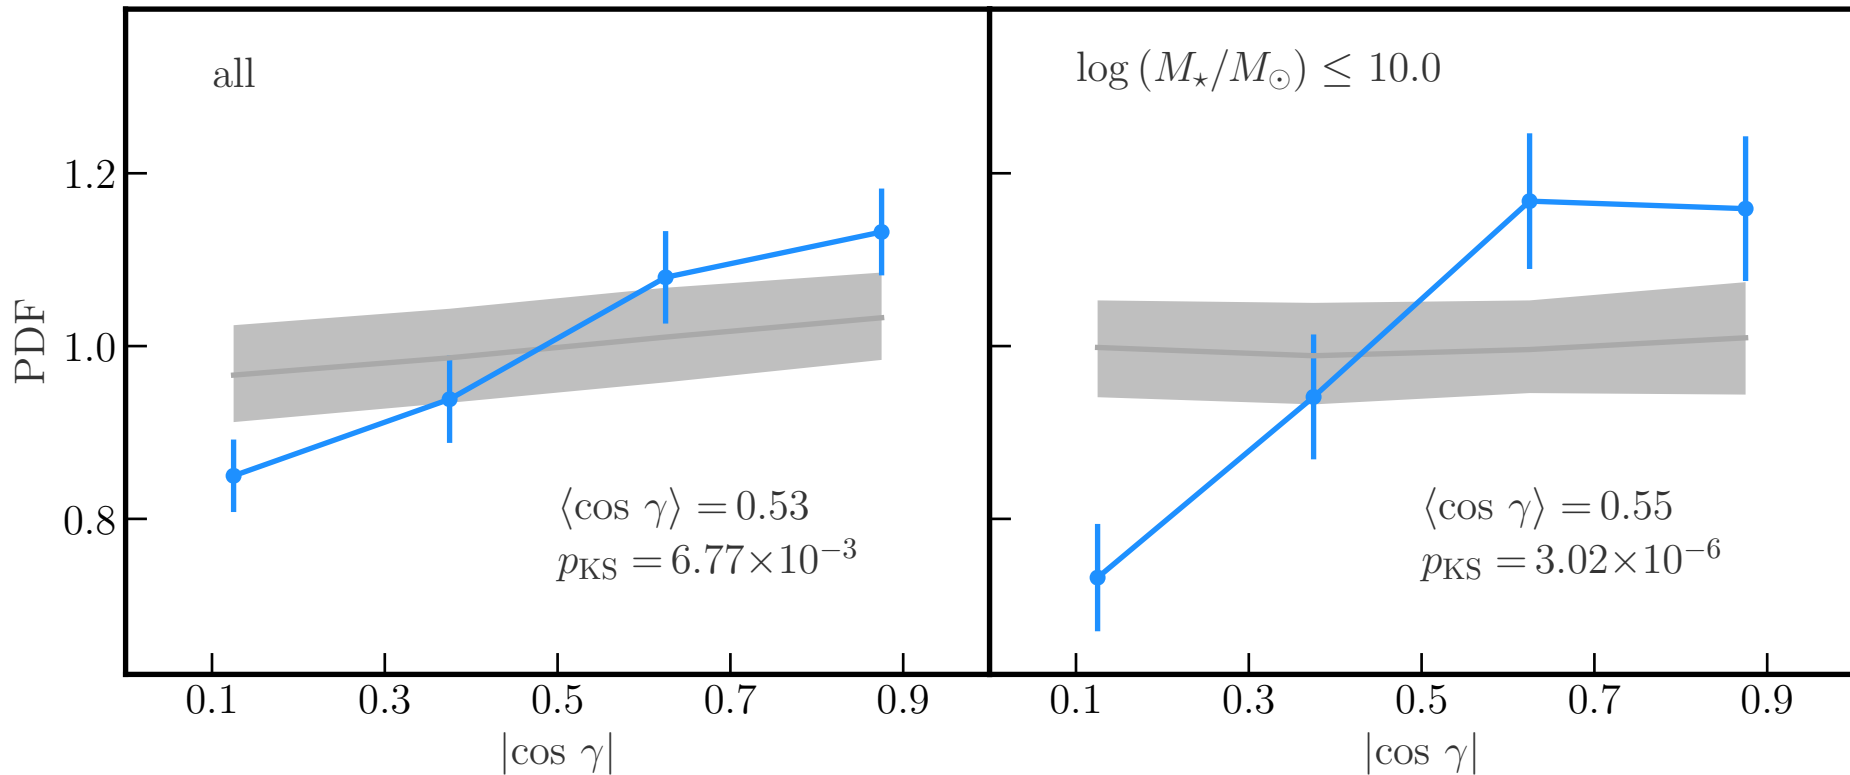 all
log (M⋆/M⊙) ≤ 10.0
PDF
1.2
1.0
0.8
⟨cos γ⟩ = 0.53
p_KS = 6.77×10⁻³
⟨cos γ⟩ = 0.55
p_KS = 3.02×10⁻⁶
0.1 0.3 0.5 0.7 0.9
0.1 0.3 0.5 0.7 0.9
|cos γ|
|cos γ|